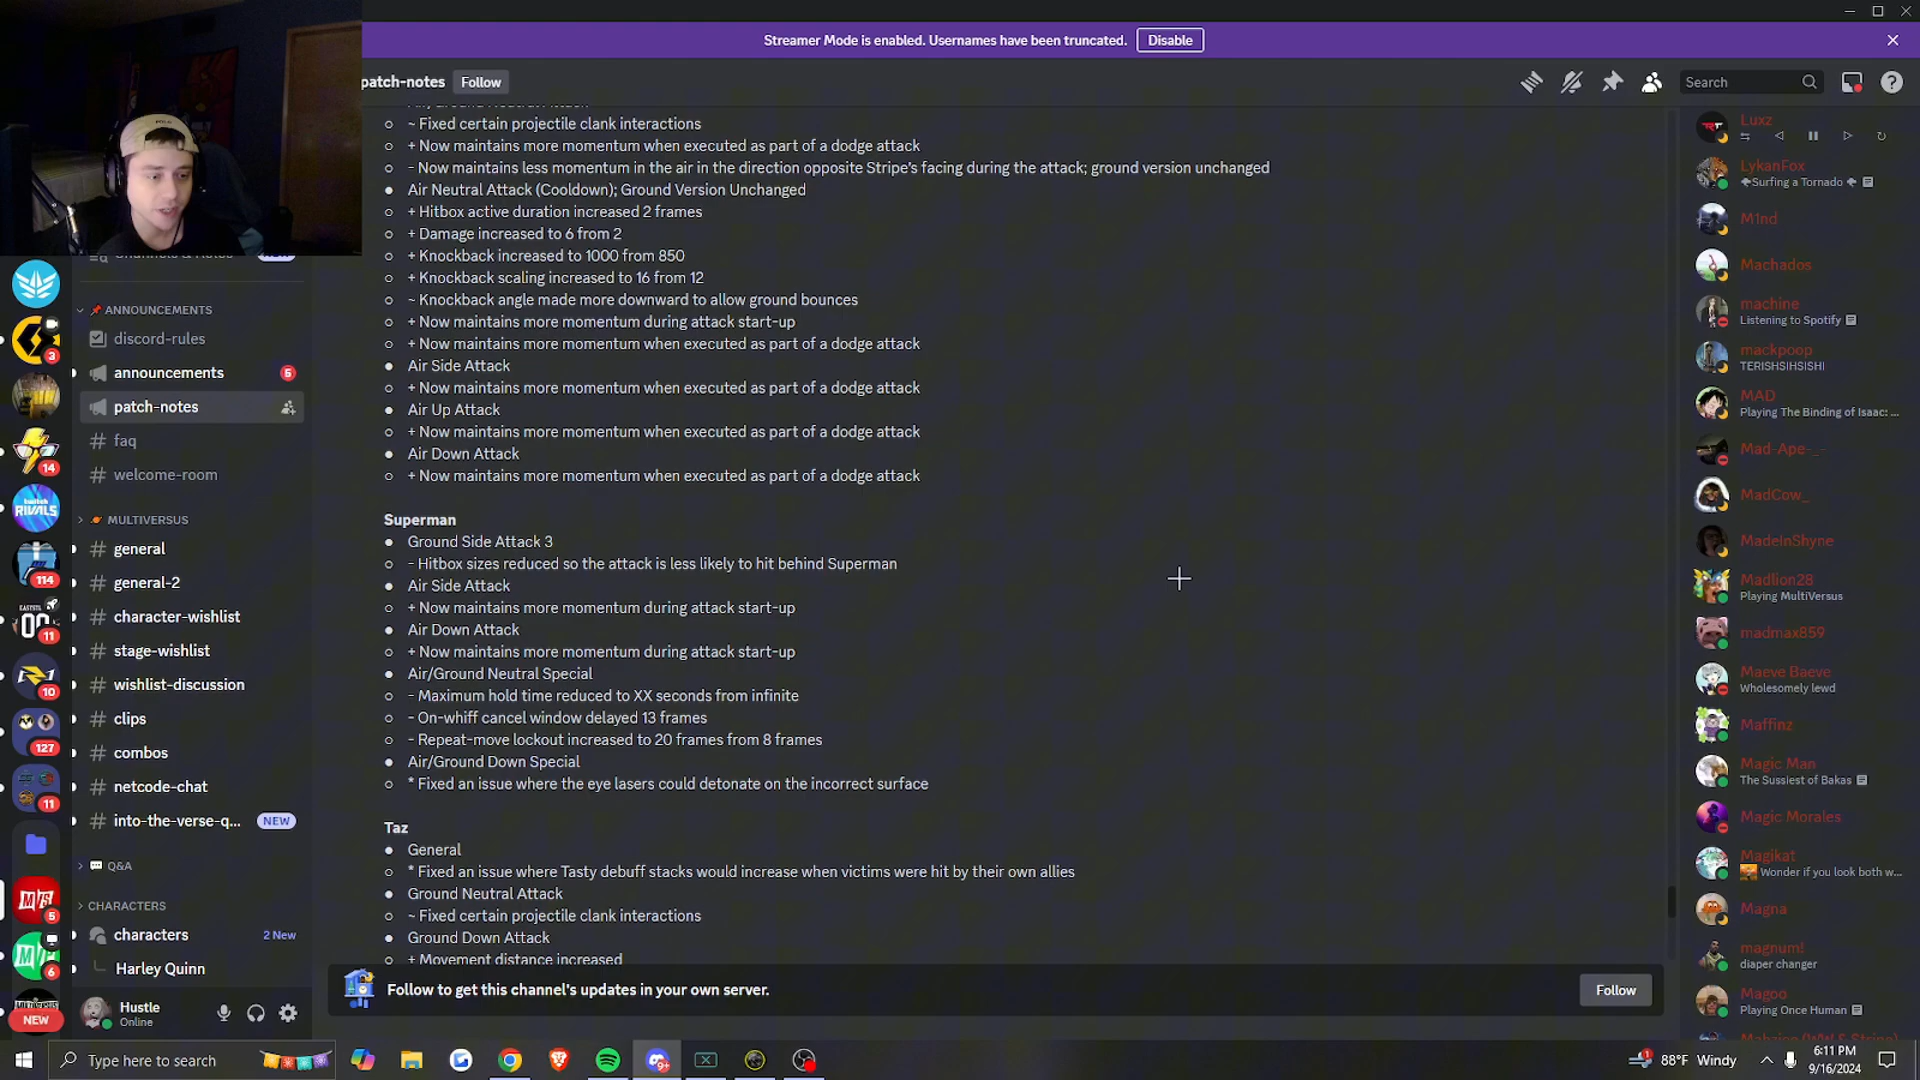 Streamer Mode is enabled. Usernames have been truncated.
Disable
patch-notes
Follow
Search
~ Fixed certain projectile clank interactions
+ Now maintains more momentum when executed as part of a dodge attack
- Now maintains less momentum in the air in the direction opposite Stripe's facing during the attack; ground version unchanged
Air Neutral Attack (Cooldown); Ground Version Unchanged
+ Hitbox active duration increased 2 frames
+ Damage increased to 6 from 2
+ Knockback increased to 1000 from 850
+ Knockback scaling increased to 16 from 12
~ Knockback angle made more downward to allow ground bounces
+ Now maintains more momentum during attack start-up
+ Now maintains more momentum when executed as part of a dodge attack
Air Side Attack
+ Now maintains more momentum when executed as part of a dodge attack
Air Up Attack
+ Now maintains more momentum when executed as part of a dodge attack
Air Down Attack
+ Now maintains more momentum when executed as part of a dodge attack
Superman
Ground Side Attack 3
- Hitbox sizes reduced so the attack is less likely to hit behind Superman
Air Side Attack
+ Now maintains more momentum during attack start-up
Air Down Attack
+ Now maintains more momentum during attack start-up
Air/Ground Neutral Special
- Maximum hold time reduced to XX seconds from infinite
- On-whiff cancel window delayed 13 frames
- Repeat-move lockout increased to 20 frames from 8 frames
Air/Ground Down Special
* Fixed an issue where the eye lasers could detonate on the incorrect surface
Taz
General
* Fixed an issue where Tasty debuff stacks would increase when victims were hit by their own allies
Ground Neutral Attack
~ Fixed certain projectile clank interactions
Ground Down Attack
+ Movement distance increased
Follow to get this channel's updates in your own server.
Follow
ANNOUNCEMENTS
discord-rules
announcements
5
patch-notes
faq
welcome-room
MULTIVERSUS
general
general-2
character-wishlist
stage-wishlist
wishlist-discussion
clips
combos
netcode-chat
into-the-verse-q...
NEW
Q&A
CHARACTERS
characters
2 New
Harley Quinn
Hustle
Online
3
14
RIVALS
114
11
10
127
11
5
6
NEW
Luxz
LykanFox
Surfing a Tornado
M1nd
Machados
machine
Listening to Spotify
mackpoop
TERISHSIHSISHI
MAD
Playing The Binding of Isaac: ...
Mad-Ape-_-
MadCow_
MadeInShyne
Madlion28
Playing MultiVersus
madmax859
Maeve Baeve
Wholesomely lewd
Maffinz
Magic Man
The Sussiest of Bakas
Magic Morales
Magikat
Wonder if you look both w...
Magna
magnum!
diaper changer
Magoo
Playing Once Human
Type here to search
9+
1
88°F Windy
6:11 PM
9/16/2024